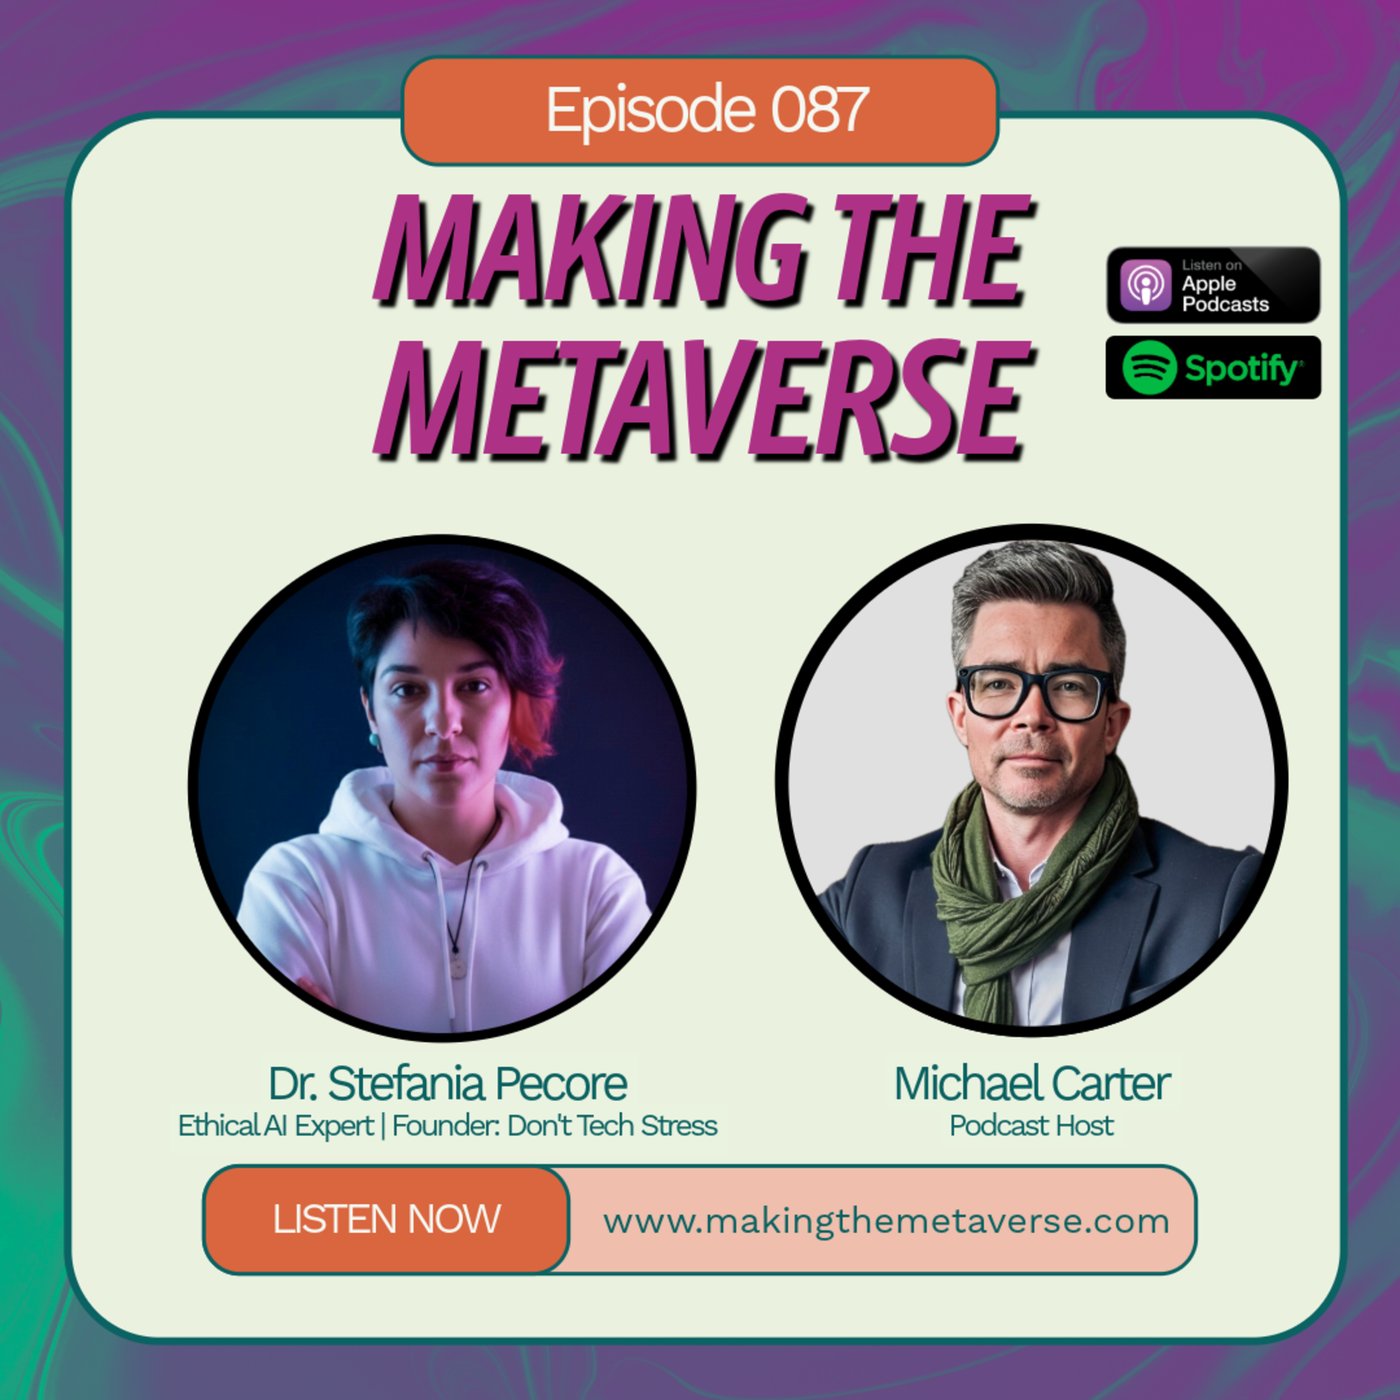 Episode 087
MAKING THE
METAVERSE
Listen on
Apple
Podcasts
Spotify®
Dr. Stefania Pecore
Ethical AI Expert | Founder: Don't Tech Stress
Michael Carter
Podcast Host
LISTEN NOW
www.makingthemetaverse.com